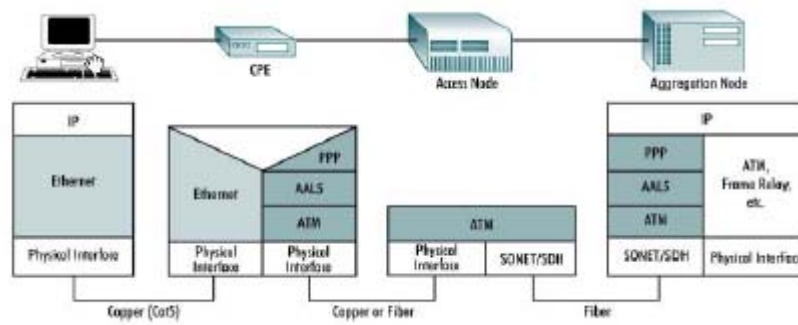 CPE
Access Node
Aggregation Node
IP
Ethernet
Physical Interface
Ethernet
PPP
AAL5
ATM
Physical
Interface
Physical
Interface
ATM
Physical
Interface
SONET/SDH
IP
PPP
AAL5
ATM
ATM,
Frame Relay,
etc.
SONET/SDH
Physical Interface
Copper (Cat5)
Copper or Fiber
Fiber